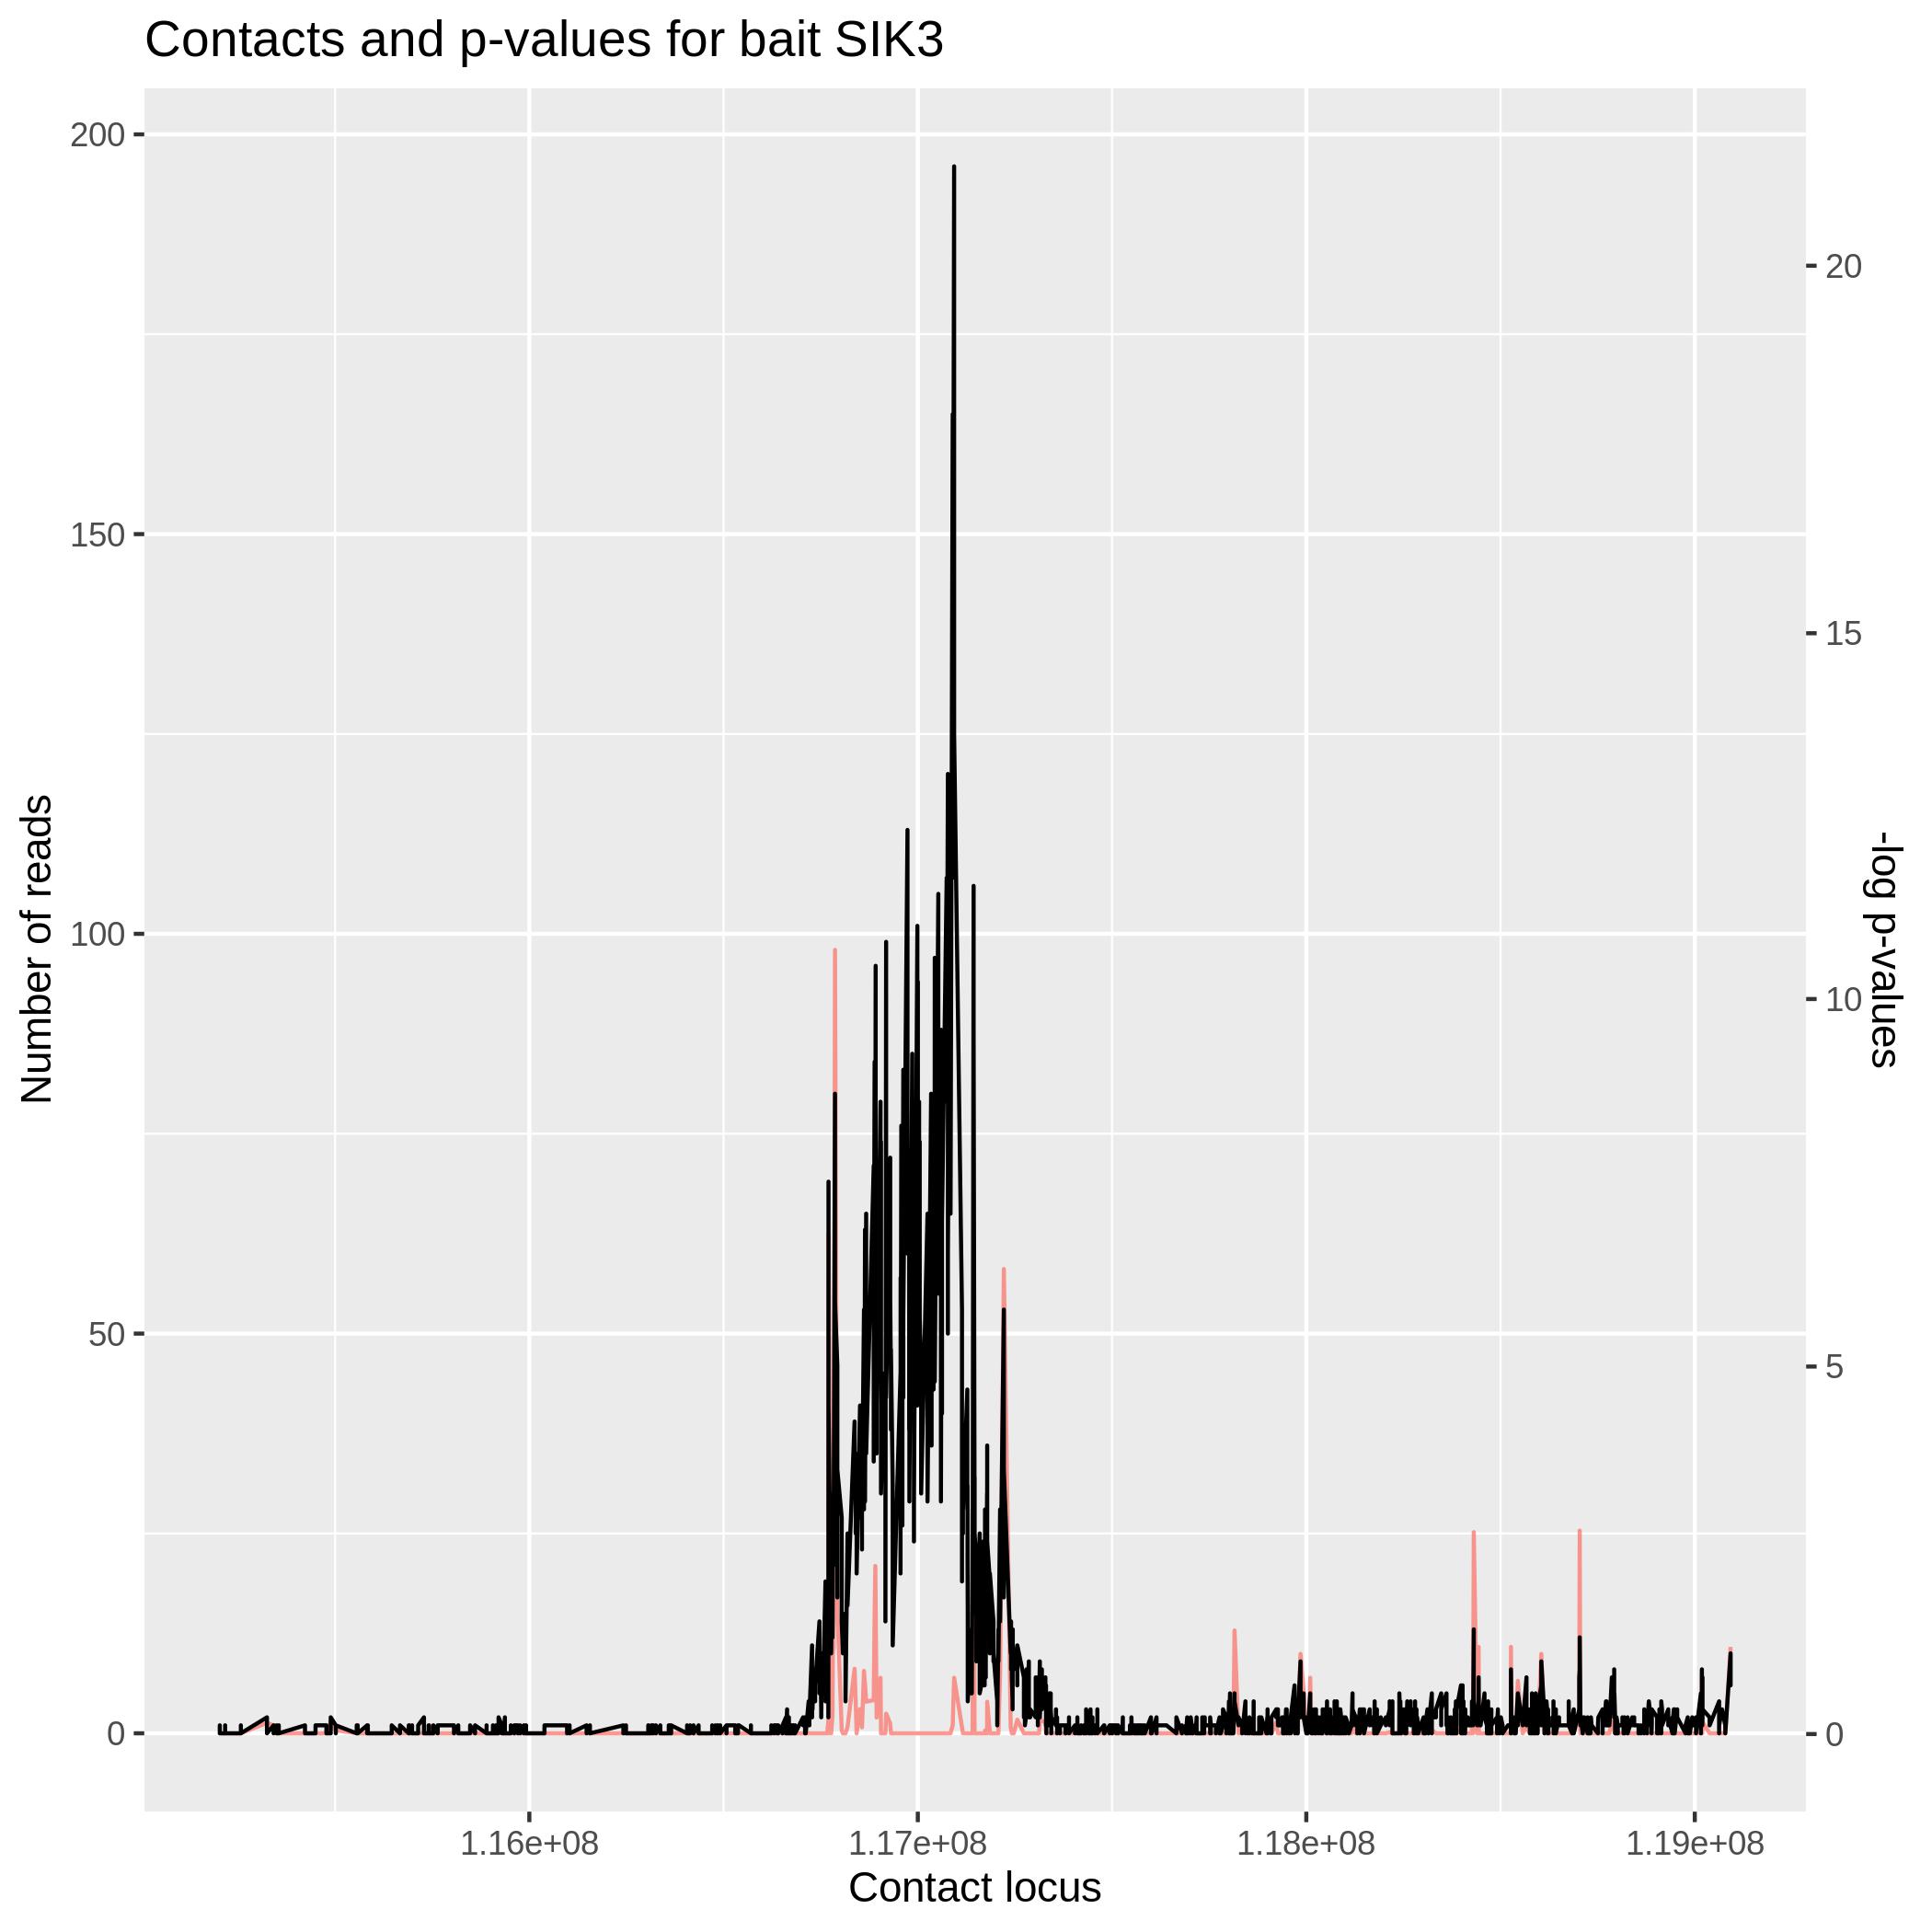 Contacts and p-values for bait SIK3
200
150
100
50
0
Number of reads
20
15
10
5
0
-log p-values
1.16e+08
1.17e+08
1.18e+08
1.19e+08
Contact locus